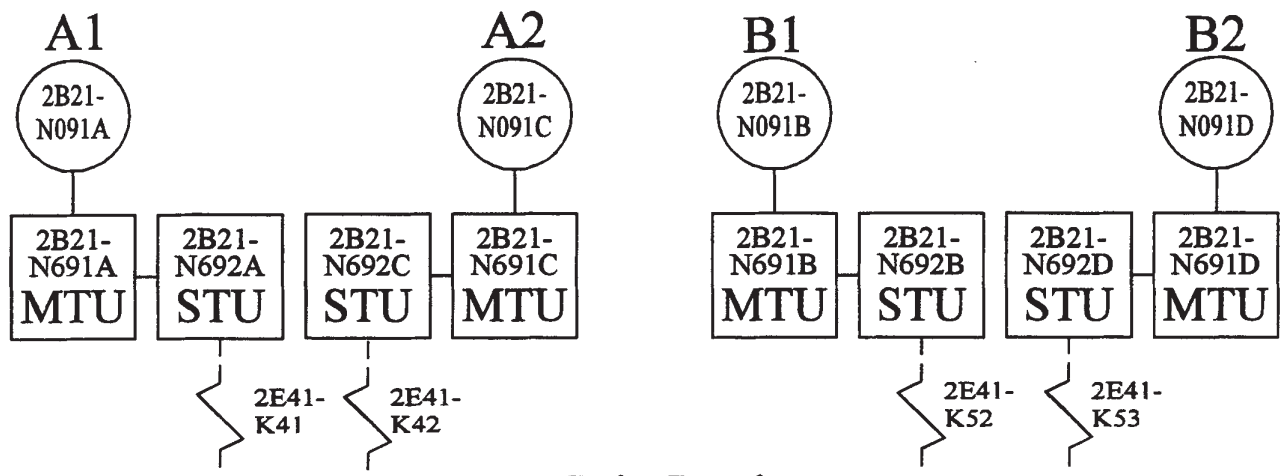 A1
A2
B1
B2
2B21-
N091A
2B21-
N091C
2B21-
N091B
2B21-
N091D
2B21-
N691A
MTU
2B21-
N692A
STU
2B21-
N692C
STU
2B21-
N691C
MTU
2B21-
N691B
MTU
2B21-
N692B
STU
2B21-
N692D
STU
2B21-
N691D
MTU
2E41-
K41
2E41-
K42
2E41-
K52
2E41-
K53